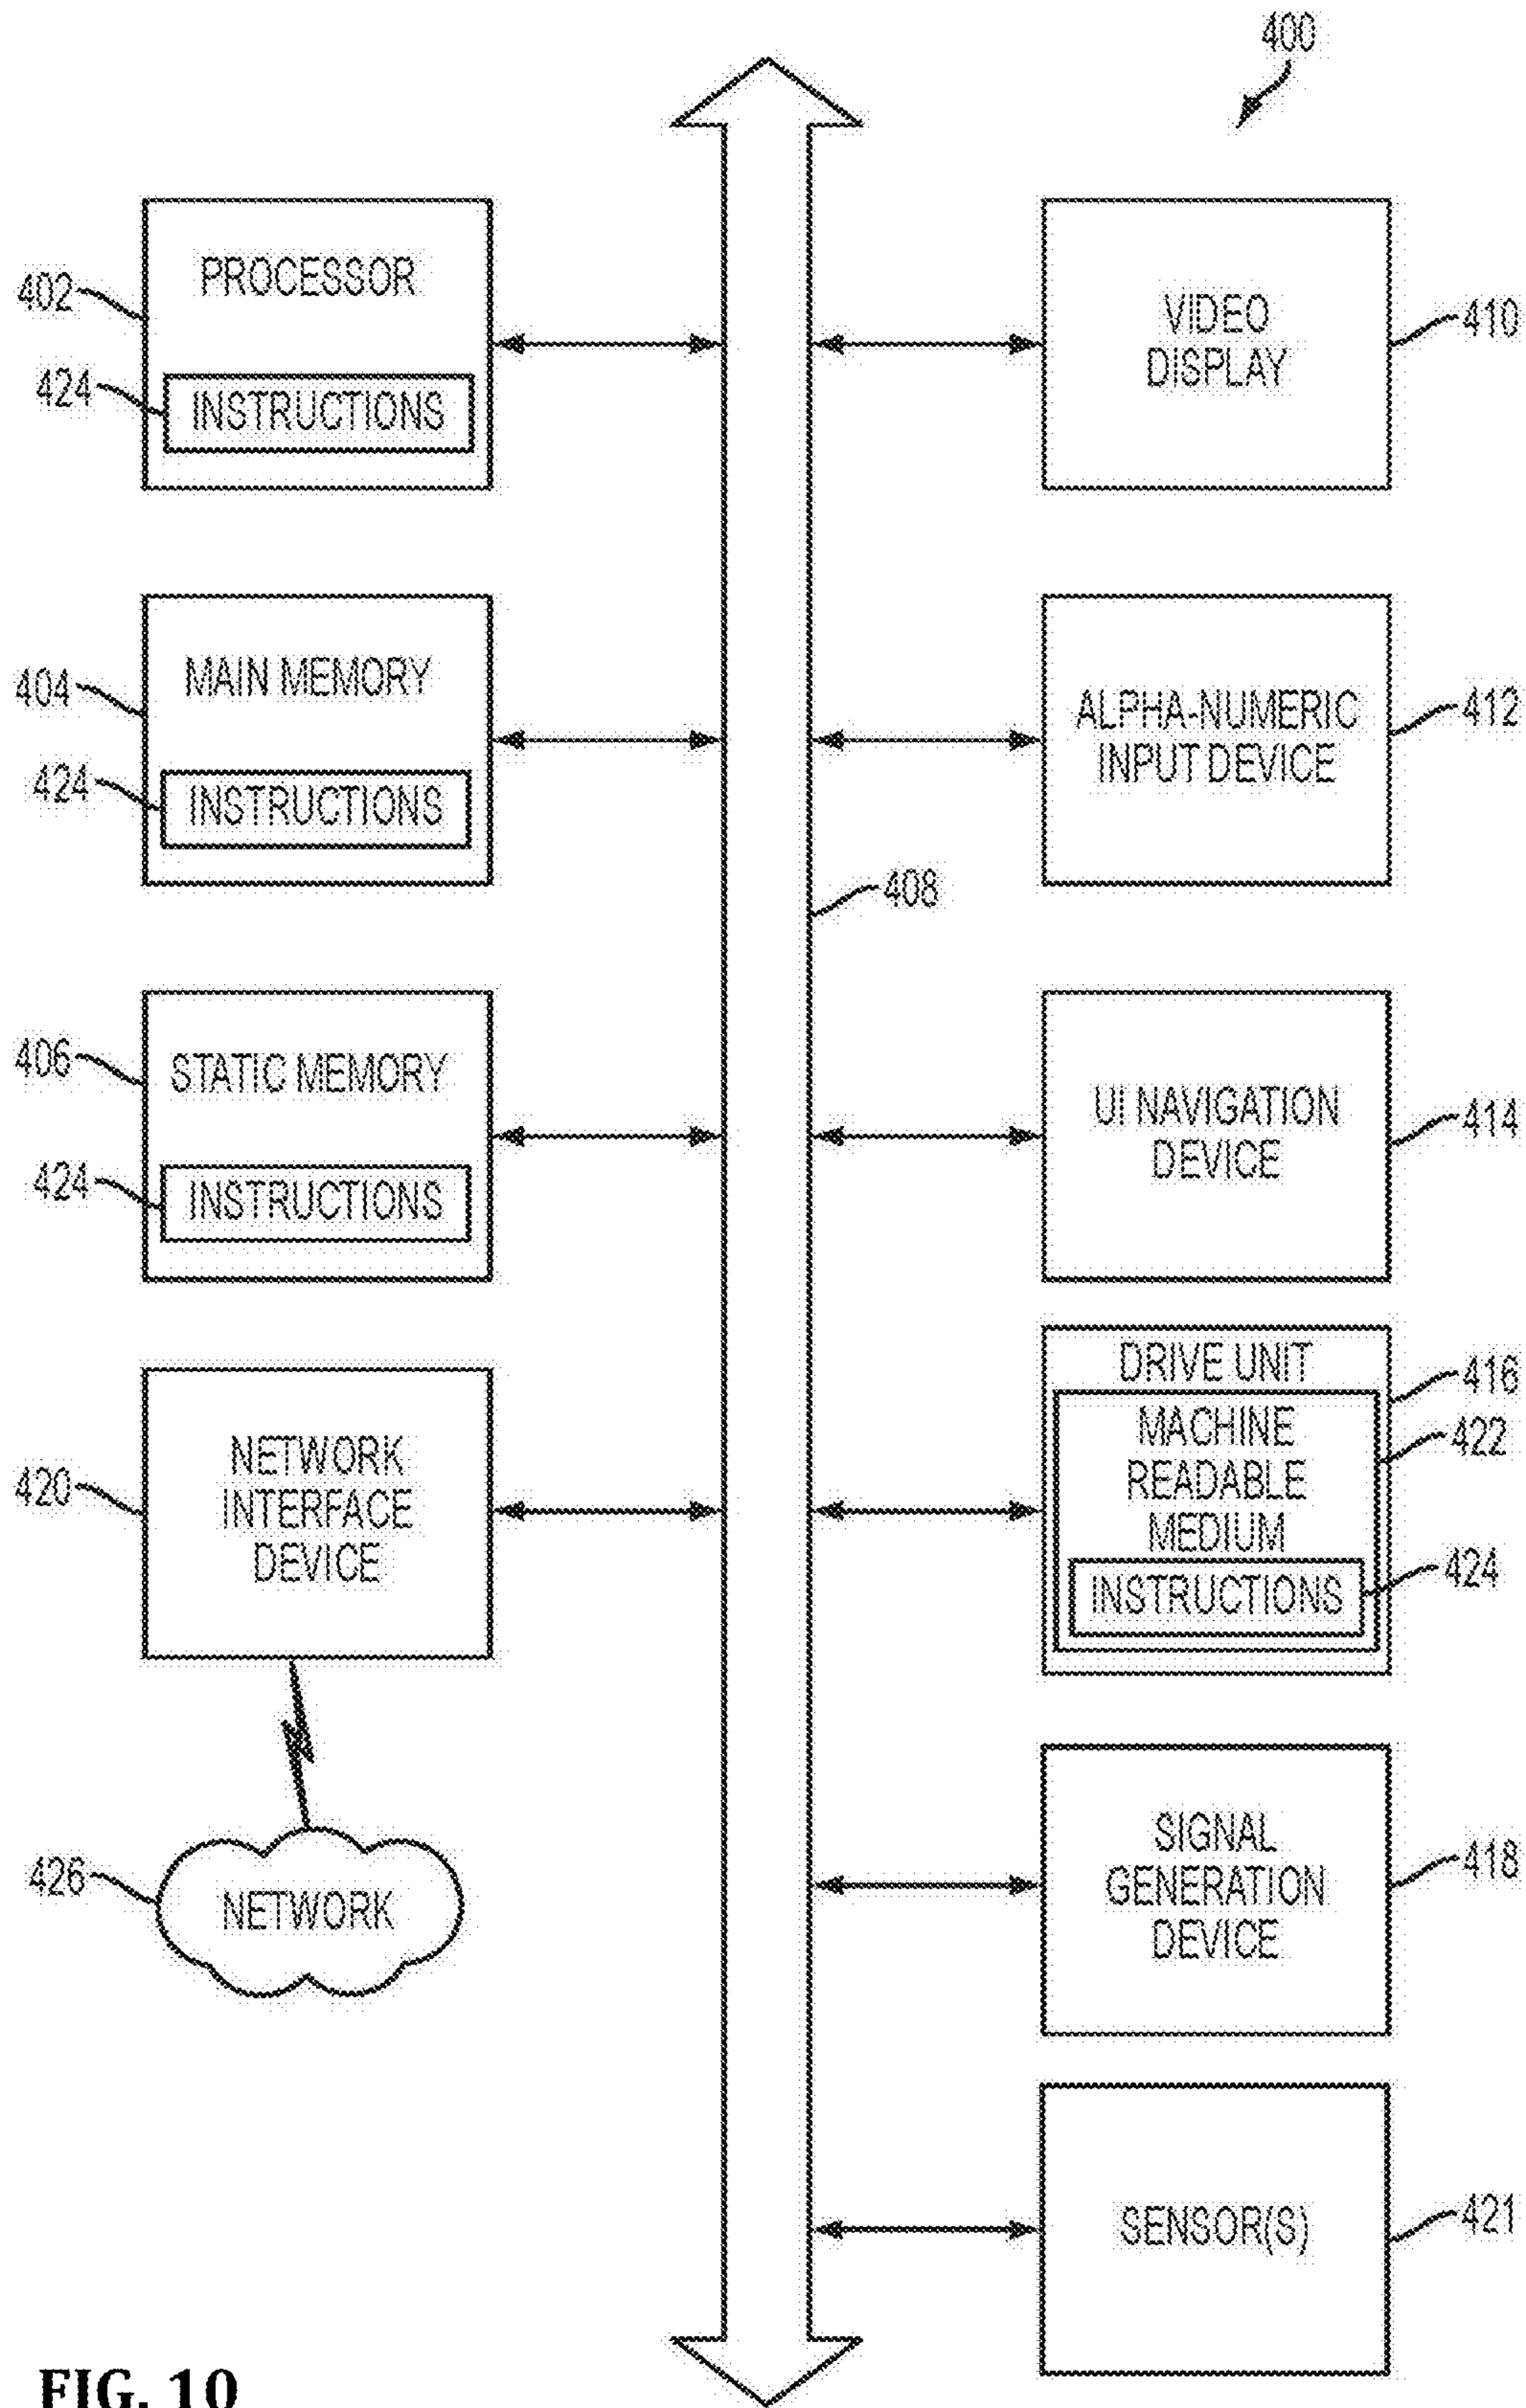 400
PROCESSOR
402
424
INSTRUCTIONS
VIDEO
DISPLAY
410
MAIN MEMORY
404
424
INSTRUCTIONS
ALPHA-NUMERIC
INPUT DEVICE
412
408
STATIC MEMORY
406
424
INSTRUCTIONS
UI NAVIGATION
DEVICE
414
NETWORK
INTERFACE
DEVICE
420
DRIVE UNIT
416
MACHINE
READABLE
MEDIUM
422
INSTRUCTIONS
424
NETWORK
426
SIGNAL
GENERATION
DEVICE
418
SENSOR(S)
421
FIG. 10